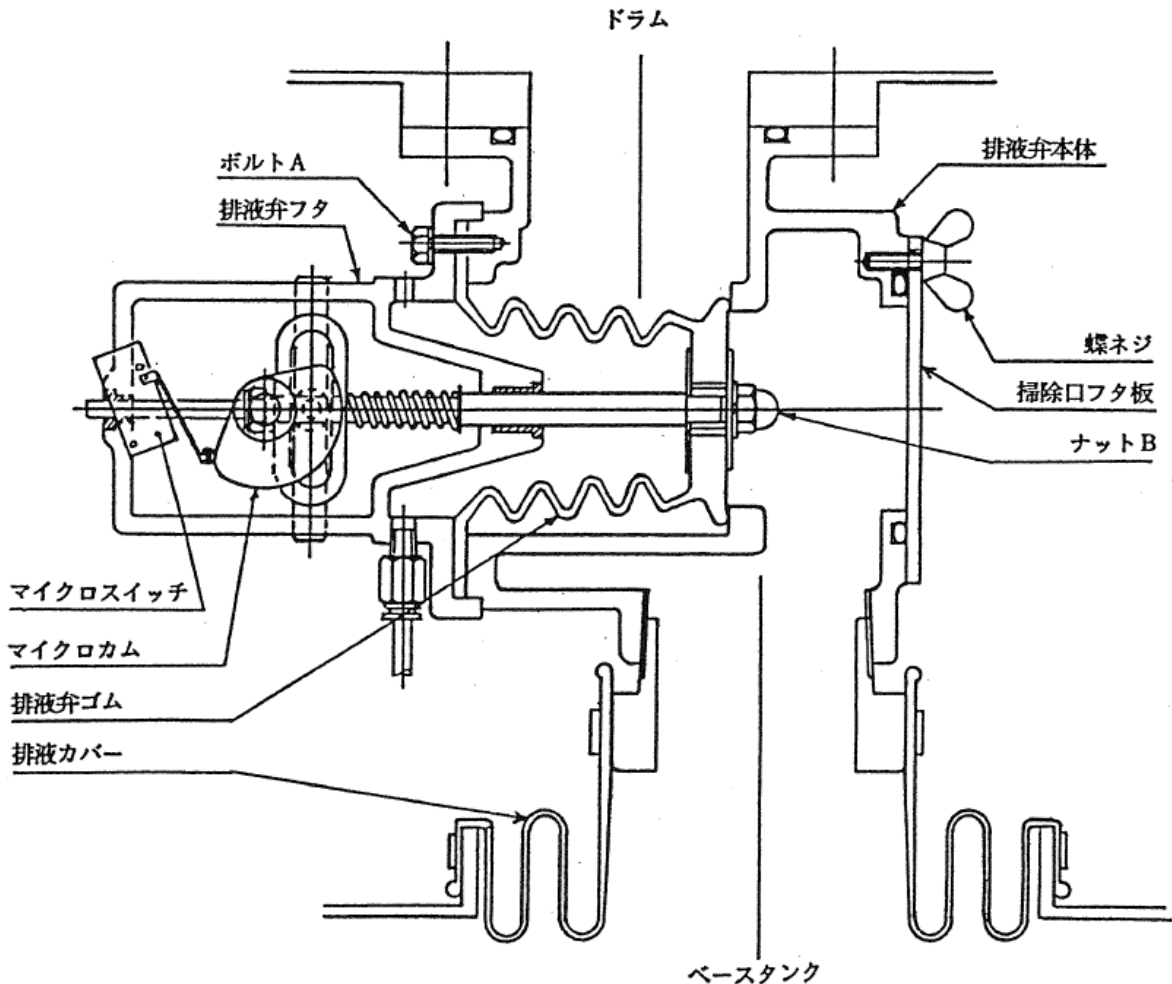 ドラム
ボルトA
排液弁フタ
排液弁本体
蝶ネジ
掃除口フタ板
ナットB
マイクロスイッチ
マイクロカム
排液弁ゴム
排液カバー
ベースタンク